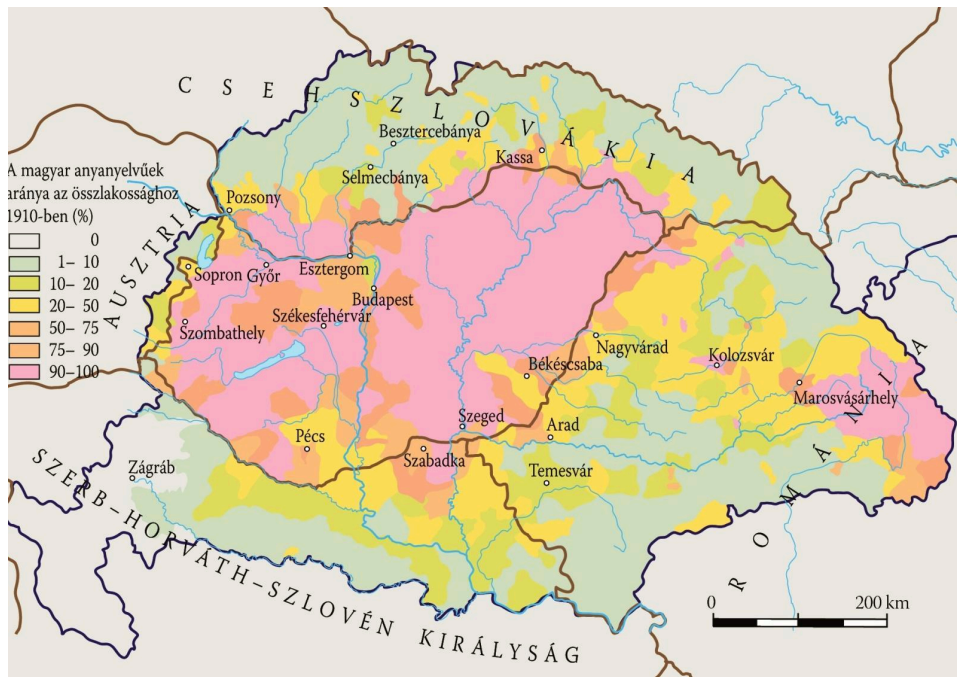 CSEHSZLOVÁKIA
Besztercebánya
Kassa
Selmecbánya
A magyar anyanyelvűek
aránya az összlakossághoz
1910-ben (%)
0
1– 10
10– 20
20– 50
50– 75
75– 90
90–100
AUSZTRIA
Pozsony
Sopron
Győr
Esztergom
Budapest
Székesfehérvár
Szombathely
Nagyvárad
Békéscsaba
Kolozsvár
Marosvásárhely
Pécs
Szeged
Arad
Szabadka
Temesvár
Zágráb
ROMÁNIA
SZERB–HORVÁTH–SZLOVÉN KIRÁLYSÁG
0
200 km